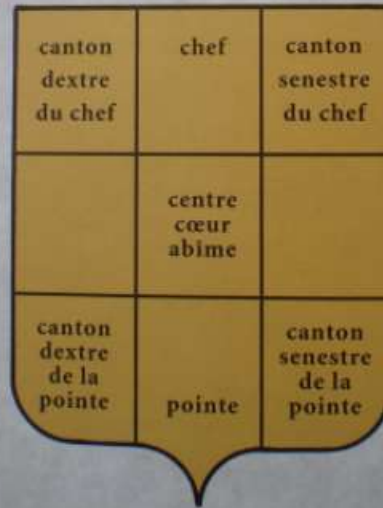 canton
dextre
du chef
chef
canton
senestre
du chef
centre
cœur
abîme
canton
dextre
de la
pointe
pointe
canton
senestre
de la
pointe